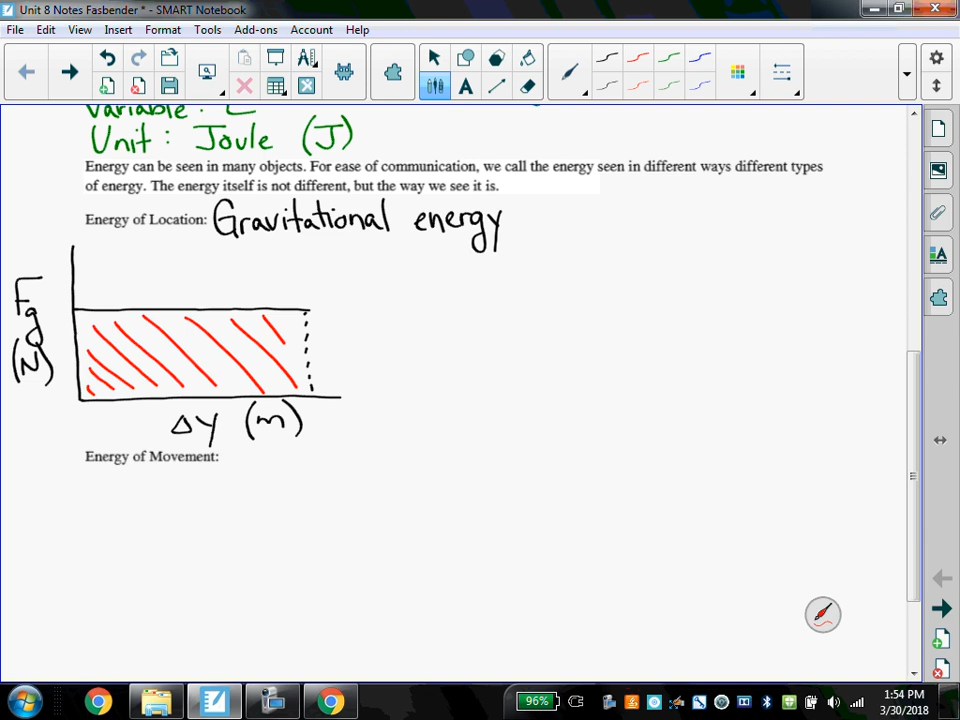 Unit 8 Notes Fasbender * - SMART Notebook
File Edit View Insert Format Tools Add-ons Account Help
Variable : E
Unit : Joule (J)
Energy can be seen in many objects. For ease of communication, we call the energy seen in different ways different types
of energy. The energy itself is not different, but the way we see it is.
Energy of Location: Gravitational energy
Fg
(N)
Δy (m)
Energy of Movement:
96%
1:54 PM
3/30/2018